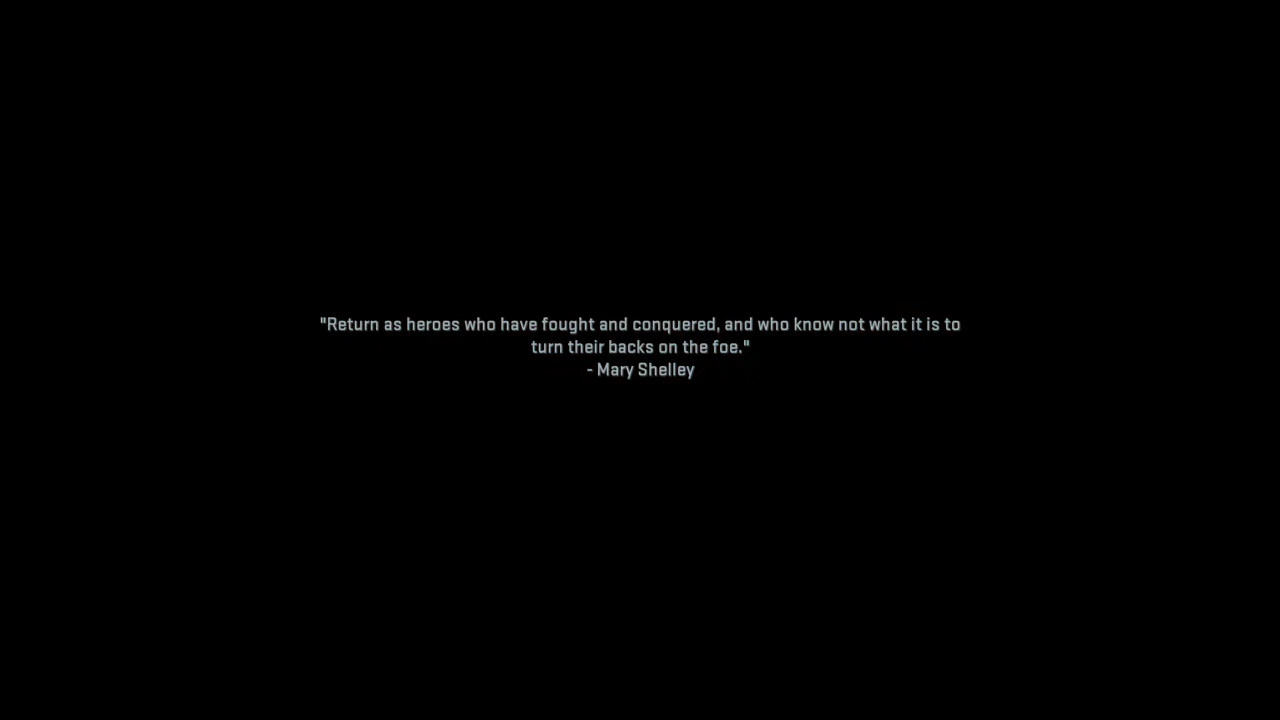 "Return as heroes who have fought and conquered, and who know not what it is to
turn their backs on the foe."
- Mary Shelley